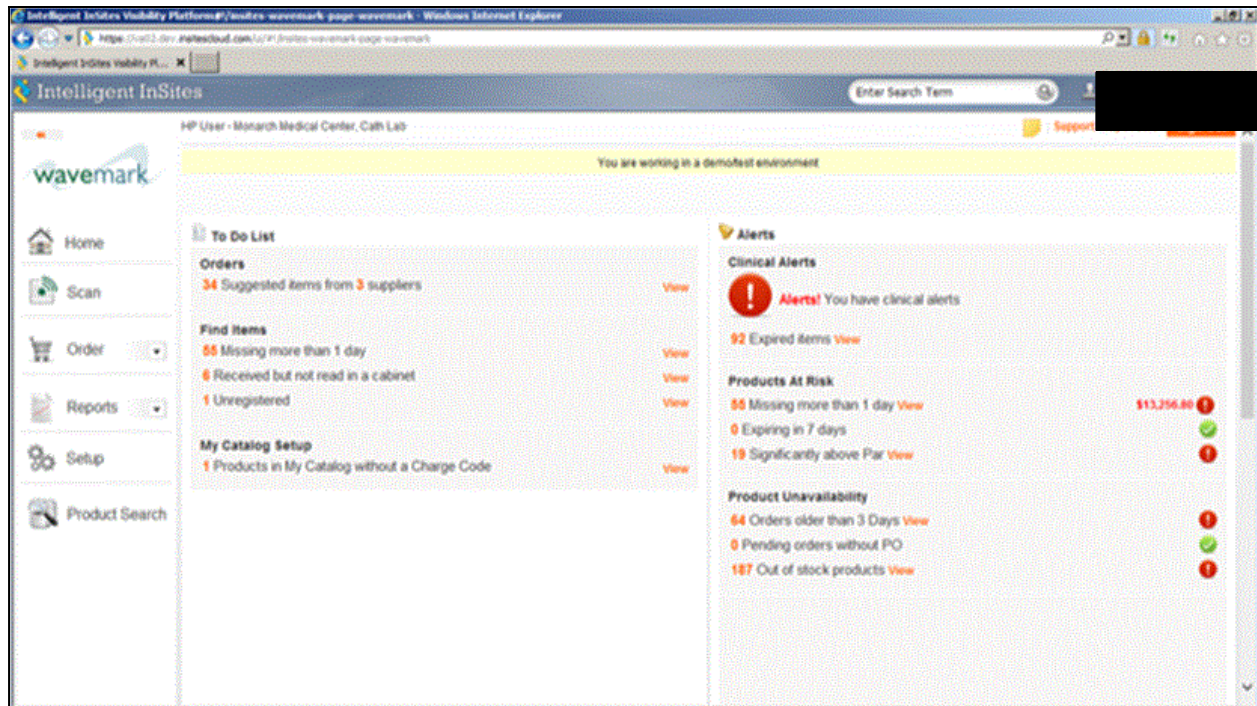 Intelligent InSites Visibility Platform#!/insites-wavemark-page-wavemark - Windows Internet Explorer
Intelligent InSites Visibility Pl...
Intelligent InSites
Enter Search Term
HP User - Monarch Medical Center, Cath Lab
Support
You are working in a demo/test environment
wavemark
Home
Scan
Order
Reports
Setup
Product Search
To Do List
Orders
34 Suggested items from 3 suppliers View
Find Items
55 Missing more than 1 day View
6 Received but not read in a cabinet View
1 Unregistered View
My Catalog Setup
1 Products in My Catalog without a Charge Code View
Alerts
Clinical Alerts
Alerts! You have clinical alerts
92 Expired items View
Products At Risk
55 Missing more than 1 day View $13,256.80
0 Expiring in 7 days
19 Significantly above Par View
Product Unavailability
64 Orders older than 3 Days View
0 Pending orders without PO
187 Out of stock products View